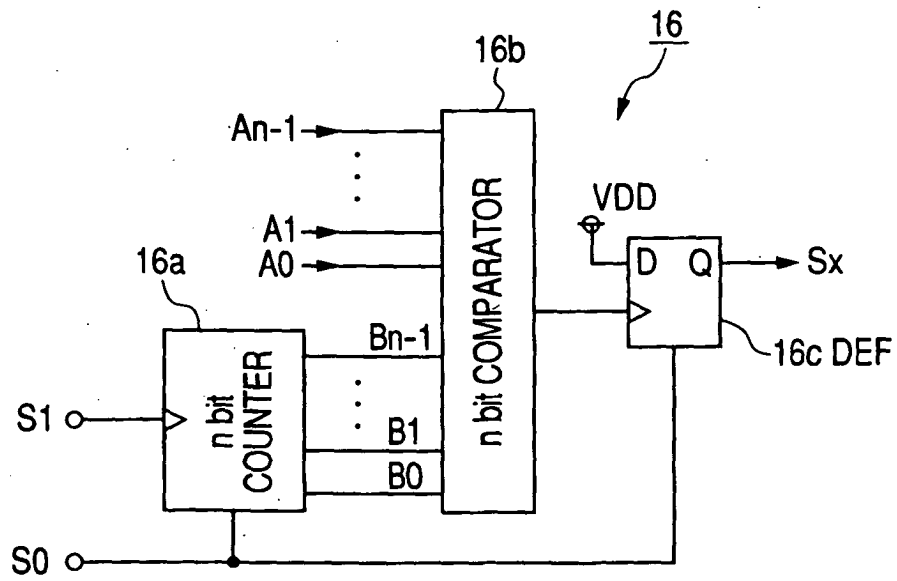 16
16b
An-1
A1
A0
VDD
D Q
Sx
16a
n bit COMPARATOR
Bn-1
16c DEF
S1
n bit
COUNTER
B1
B0
S0